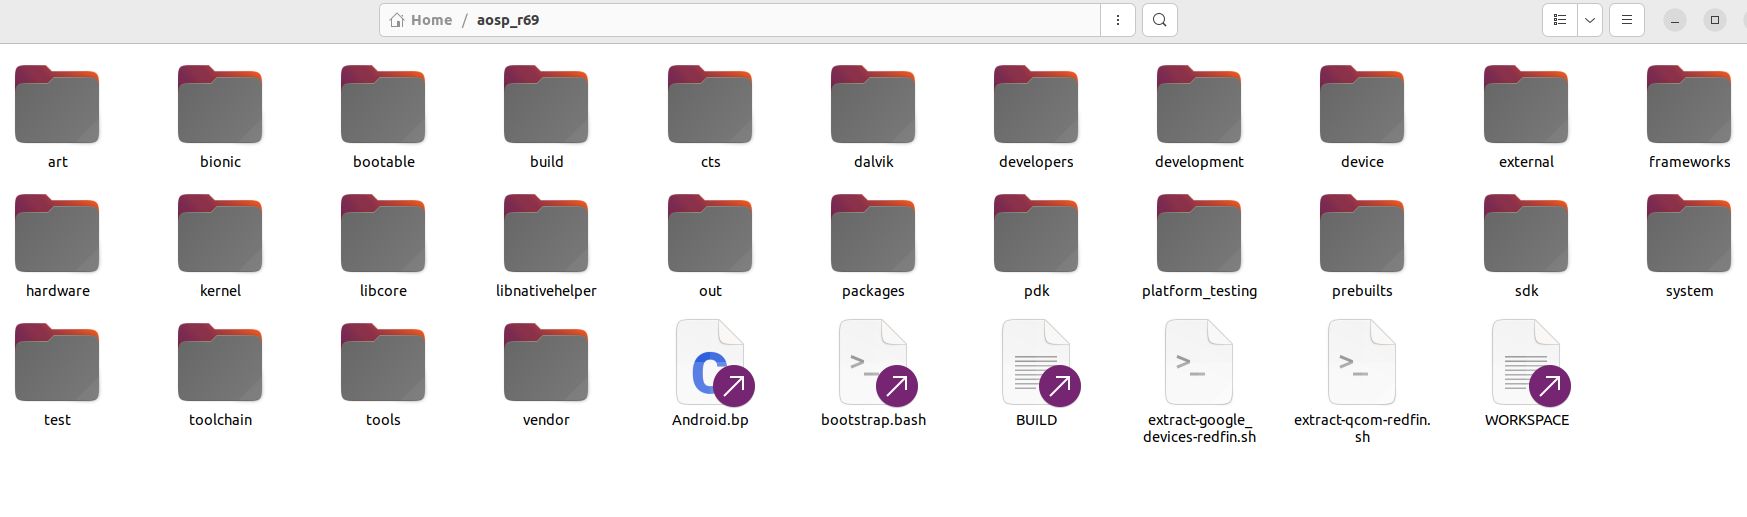 Home / aosp_r69
art bionic bootable build cts dalvik developers development device external frameworks
hardware kernel libcore libnativehelper out packages pdk platform_testing prebuilts sdk system
test toolchain tools vendor Android.bp bootstrap.bash BUILD extract-google_
devices-redfin.sh extract-qcom-redfin.
sh WORKSPACE